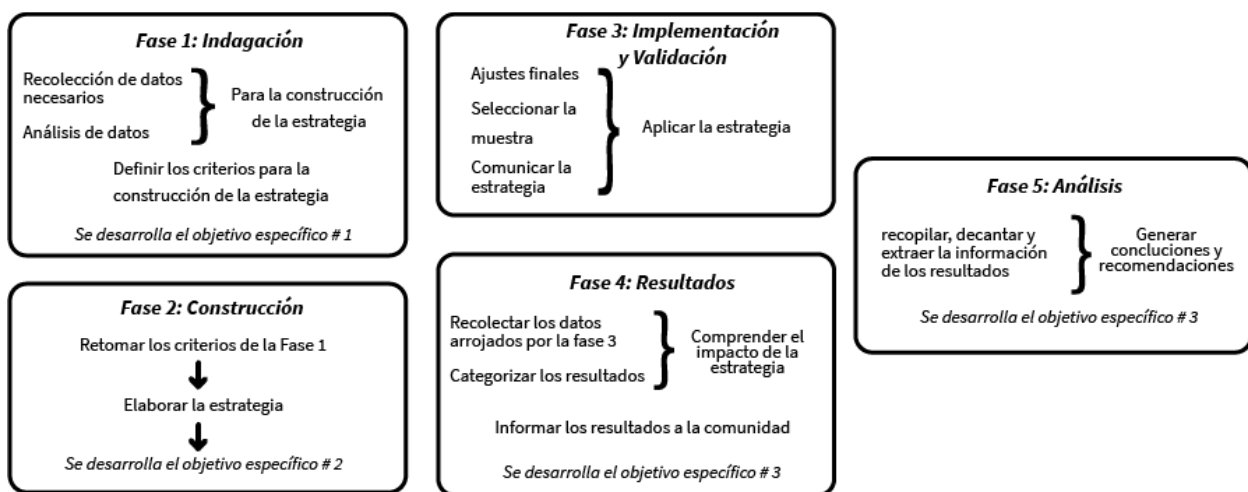 Fase 1: Indagación
Recolección de datos
necesarios
Análisis de datos
Para la construcción
de la estrategia
Definir los criterios para la
construcción de la estrategia
Se desarrolla el objetivo específico # 1
Fase 2: Construcción
Retomar los criterios de la Fase 1
Elaborar la estrategia
Se desarrolla el objetivo específico # 2
Fase 3: Implementación
y Validación
Ajustes finales
Seleccionar la
muestra
Comunicar la
estrategia
Aplicar la estrategia
Fase 4: Resultados
Recolectar los datos
arrojados por la fase 3
Categorizar los resultados
Comprender el
impacto de la
estrategia
Informar los resultados a la comunidad
Se desarrolla el objetivo específico # 3
Fase 5: Análisis
recopilar, decantar y
extraer la información
de los resultados
Generar
concluciones y
recomendaciones
Se desarrolla el objetivo específico # 3